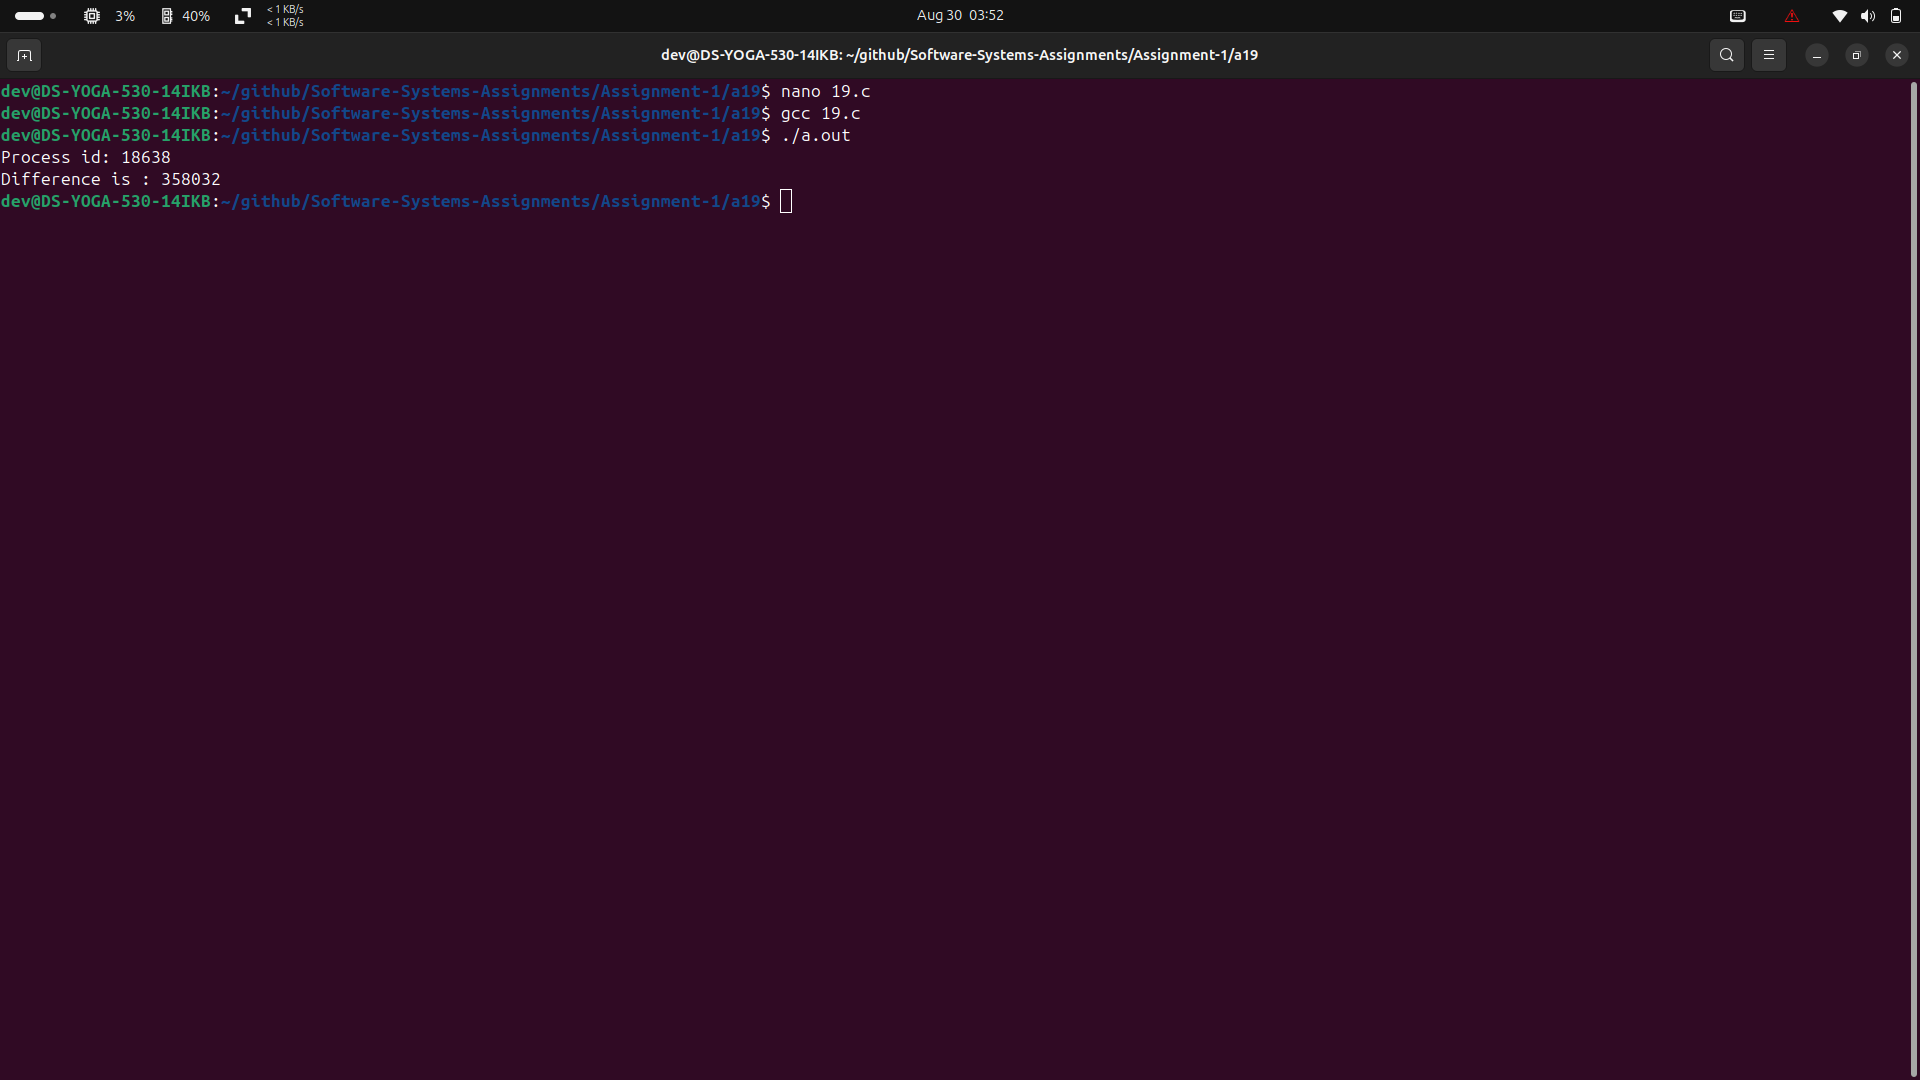 3% 40% < 1 KB/s
< 1 KB/s
Aug 30 03:52
dev@DS-YOGA-530-14IKB: ~/github/Software-Systems-Assignments/Assignment-1/a19
dev@DS-YOGA-530-14IKB:~/github/Software-Systems-Assignments/Assignment-1/a19$ nano 19.c
dev@DS-YOGA-530-14IKB:~/github/Software-Systems-Assignments/Assignment-1/a19$ gcc 19.c
dev@DS-YOGA-530-14IKB:~/github/Software-Systems-Assignments/Assignment-1/a19$ ./a.out
Process id: 18638
Difference is : 358032
dev@DS-YOGA-530-14IKB:~/github/Software-Systems-Assignments/Assignment-1/a19$